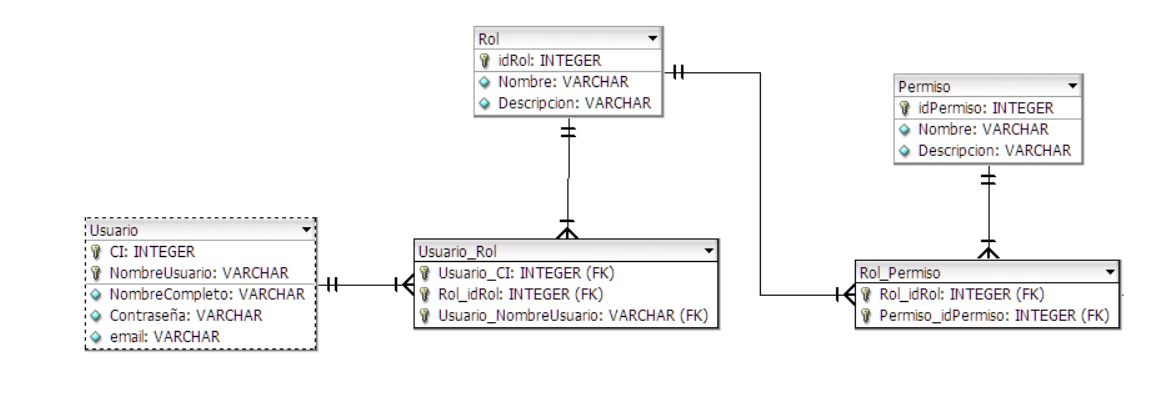 Rol
idRol: INTEGER
Nombre: VARCHAR
Descripcion: VARCHAR
Permiso
idPermiso: INTEGER
Nombre: VARCHAR
Descripcion: VARCHAR
Usuario
CI: INTEGER
NombreUsuario: VARCHAR
NombreCompleto: VARCHAR
Contraseña: VARCHAR
email: VARCHAR
Usuario_Rol
Usuario_CI: INTEGER (FK)
Rol_idRol: INTEGER (FK)
Usuario_NombreUsuario: VARCHAR (FK)
Rol_Permiso
Rol_idRol: INTEGER (FK)
Permiso_idPermiso: INTEGER (FK)